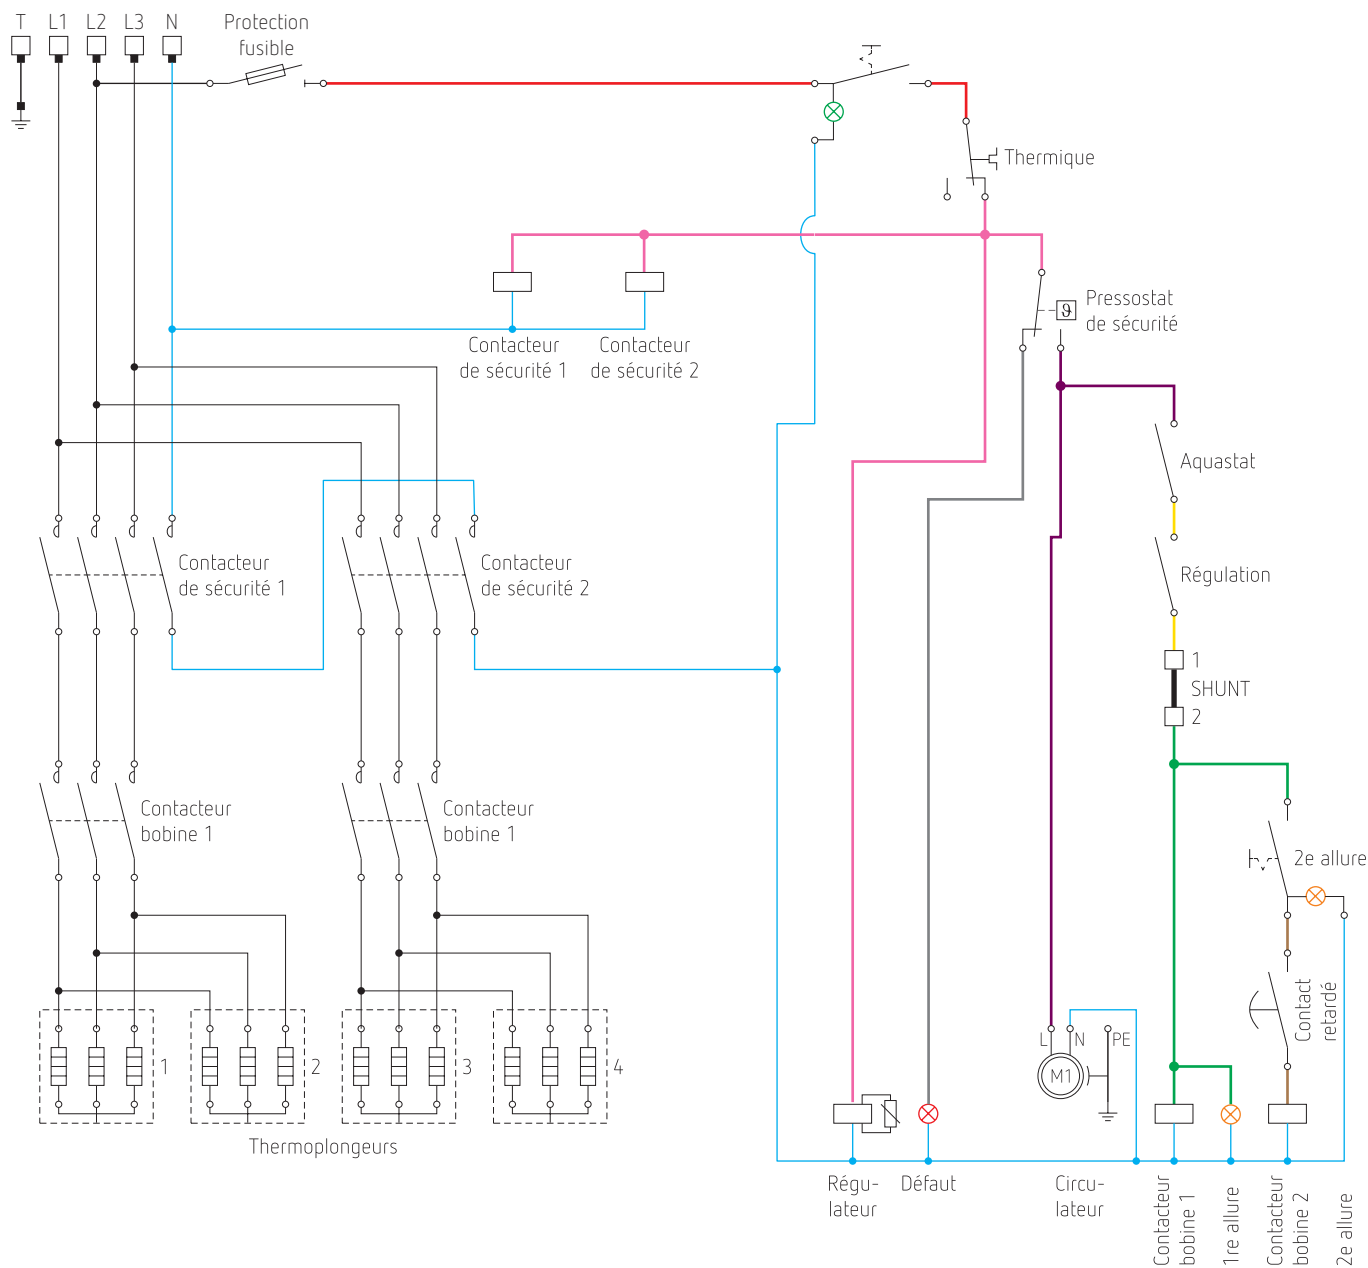 T L1 L2 L3 N
Protection
fusible
Thermique
Pressostat
de sécurité
ϑ
Contacteur
de sécurité 1
Contacteur
de sécurité 2
Aquastat
Contacteur
de sécurité 1
Contacteur
de sécurité 2
Régulation
1
SHUNT
2
Contacteur
bobine 1
Contacteur
bobine 1
2e allure
Contact
retardé
L N PE
M1
1 2 3 4
Thermoplongeurs
Régu-
lateur
Défaut
Circu-
lateur
Contacteur
bobine 1
1re allure
Contacteur
bobine 2
2e allure